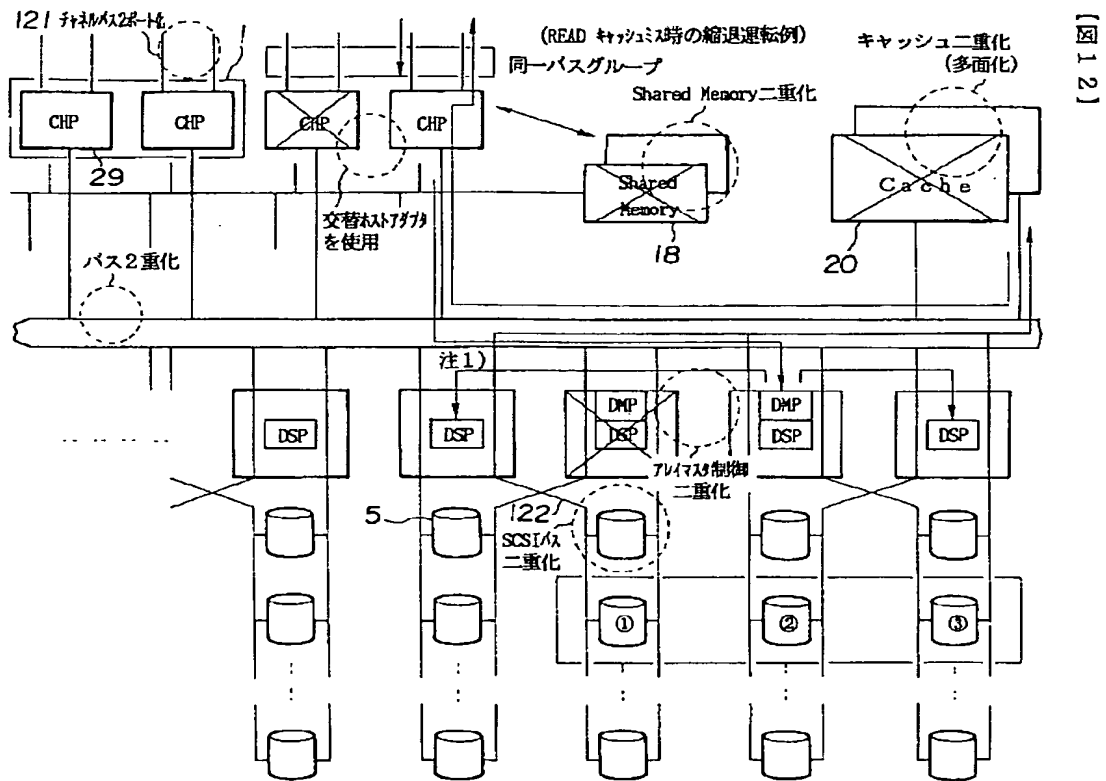 【図12】
121 チャネルパス2ポート化
(READ キャッシュミス時の縮退運転例)
同一パスグループ
キャッシュ二重化
(多面化)
Shared Memory二重化
CHP
CHP
CHP
CHP
29
Shared
Memory
18
Cache
20
交替ホストアダプタ
を使用
バス2重化
注1)
DSP
DSP
DMP
DSP
DMP
DSP
DSP
アレイマスタ制御
二重化
5
122
SCSIバス
二重化
①
②
③